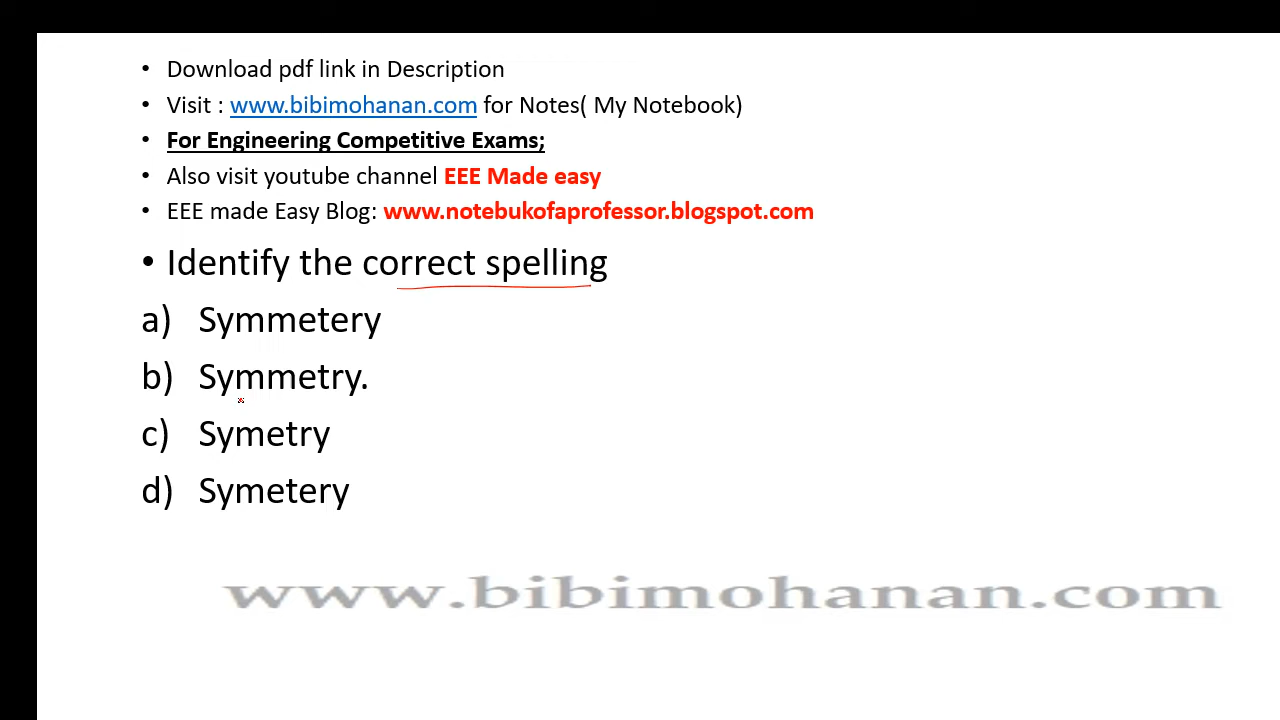 • Download pdf link in Description
• Visit : www.bibimohanan.com for Notes( My Notebook)
• For Engineering Competitive Exams;
• Also visit youtube channel EEE Made easy
• EEE made Easy Blog: www.notebukofaprofessor.blogspot.com
• Identify the correct spelling
a) Symmetery
b) Symmetry.
c) Symetry
d) Symetery
www.bibimohanan.com